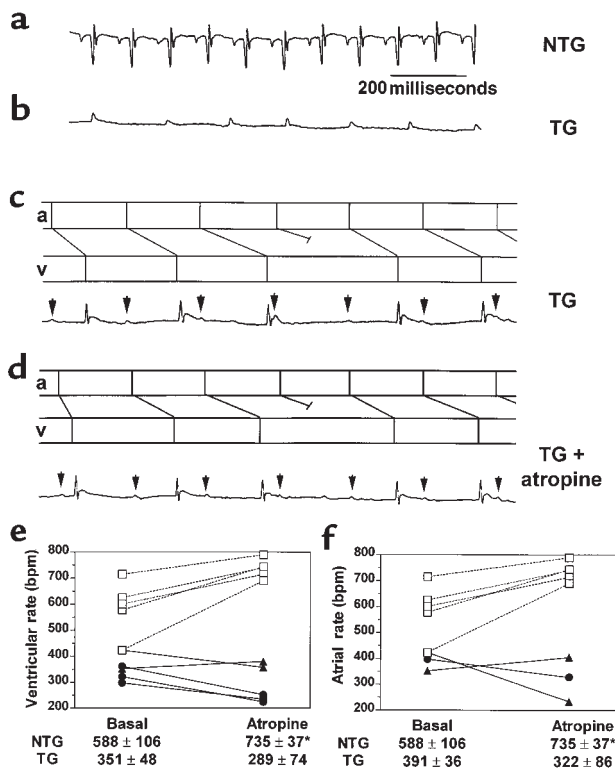 a
NTG
200 milliseconds
b
TG
c
a
v
TG
d
a
v
TG +
atropine
e
Ventricular rate (bpm)
800
700
600
500
400
300
200
Basal
Atropine
NTG 588 ± 106 735 ± 37*
TG 351 ± 48 289 ± 74
f
Atrial rate (bpm)
800
700
600
500
400
300
200
Basal
Atropine
NTG 588 ± 106 735 ± 37*
TG 391 ± 36 322 ± 86